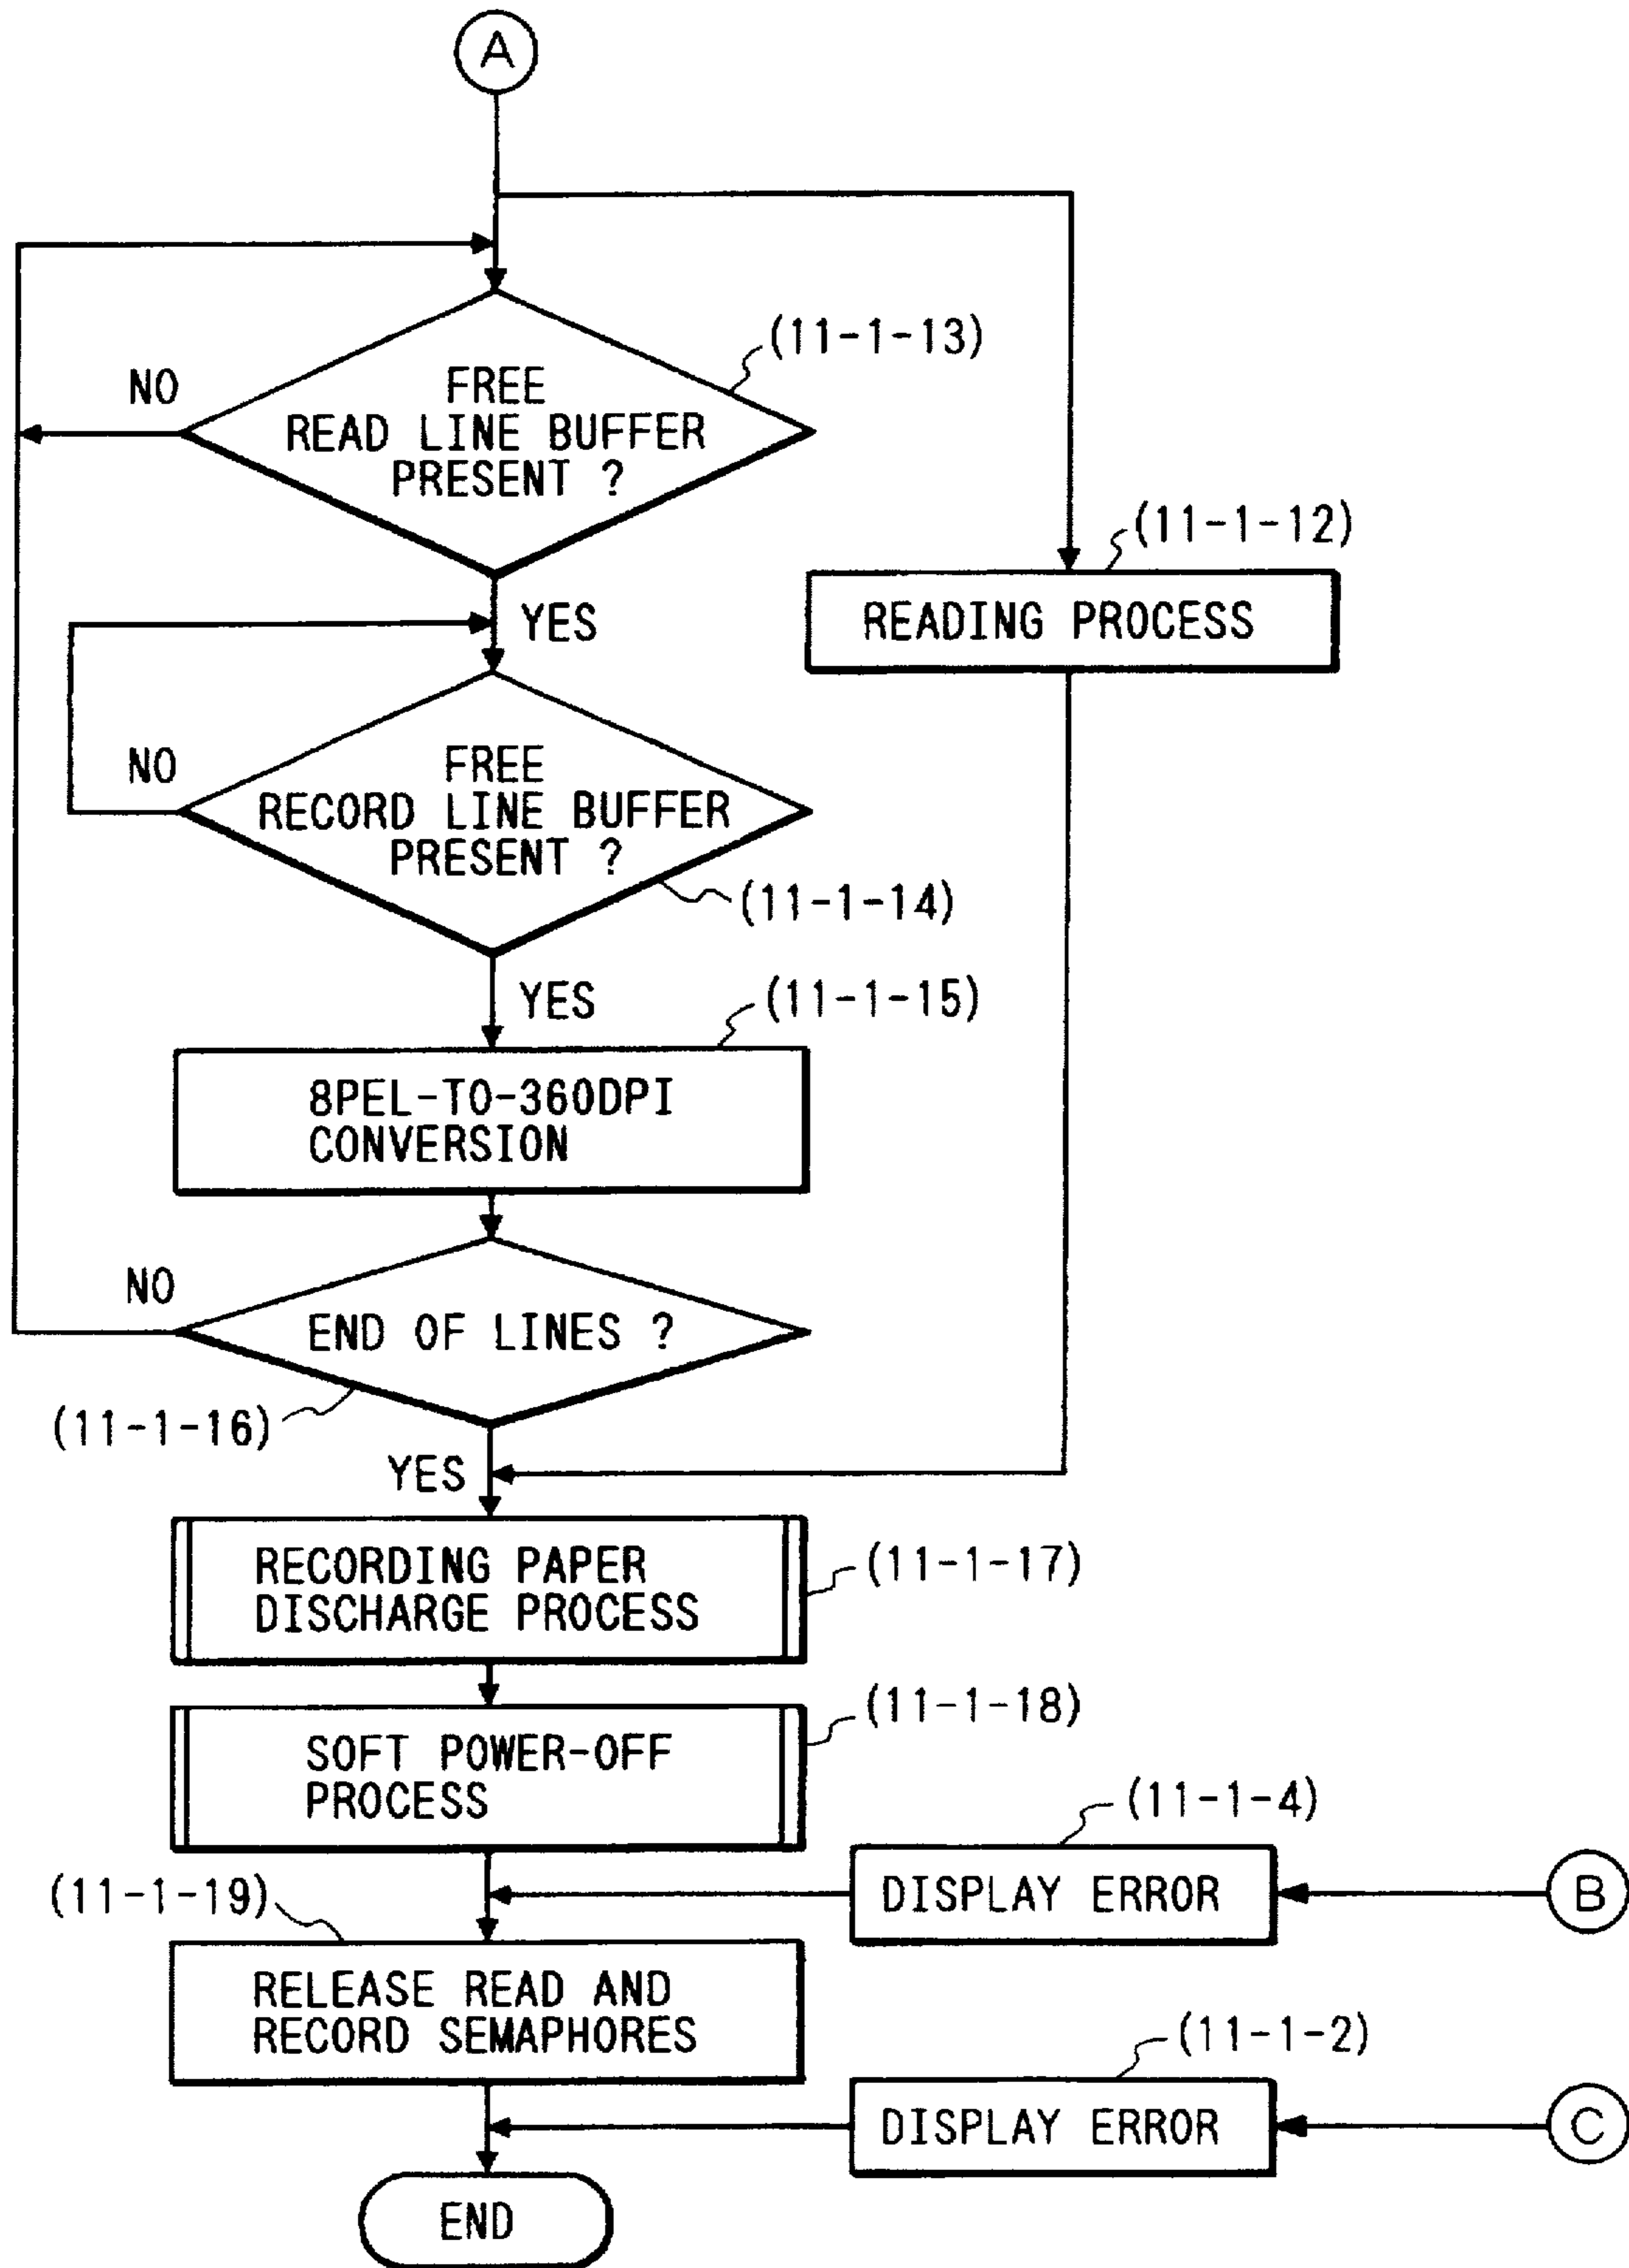 A
(11-1-13)
NO
FREE
READ LINE BUFFER
PRESENT ?
(11-1-12)
YES
READING PROCESS
NO
FREE
RECORD LINE BUFFER
PRESENT ?
(11-1-14)
YES
(11-1-15)
8PEL-TO-360DPI
CONVERSION
NO
END OF LINES ?
(11-1-16)
YES
RECORDING PAPER
DISCHARGE PROCESS
(11-1-17)
(11-1-18)
SOFT POWER-OFF
PROCESS
(11-1-4)
(11-1-19)
DISPLAY ERROR
B
RELEASE READ AND
RECORD SEMAPHORES
(11-1-2)
DISPLAY ERROR
C
END